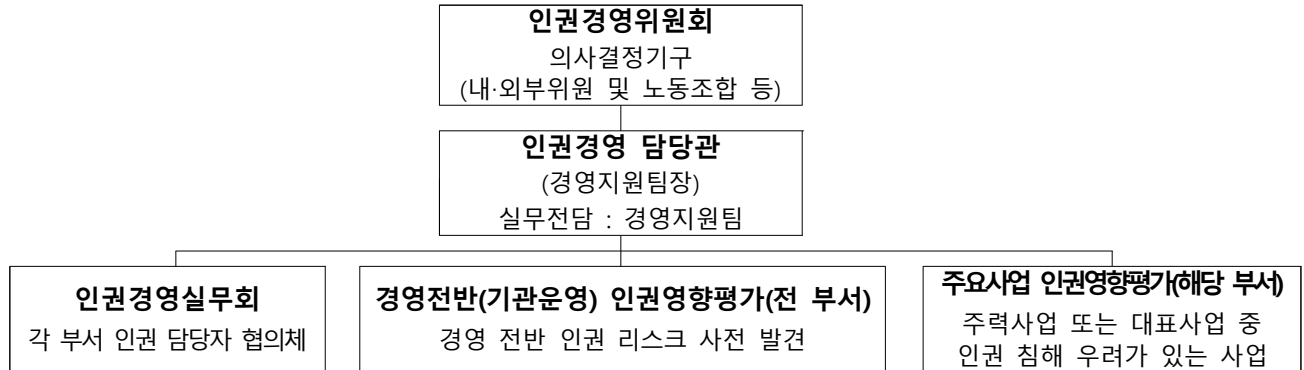 인권경영위원회
의사결정기구
(내·외부위원 및 노동조합 등)
인권경영 담당관
(경영지원팀장)
실무전담 : 경영지원팀
인권경영실무회
각 부서 인권 담당자 협의체
경영전반(기관운영) 인권영향평가(전 부서)
경영 전반 인권 리스크 사전 발견
주요사업 인권영향평가(해당 부서)
주력사업 또는 대표사업 중
인권 침해 우려가 있는 사업